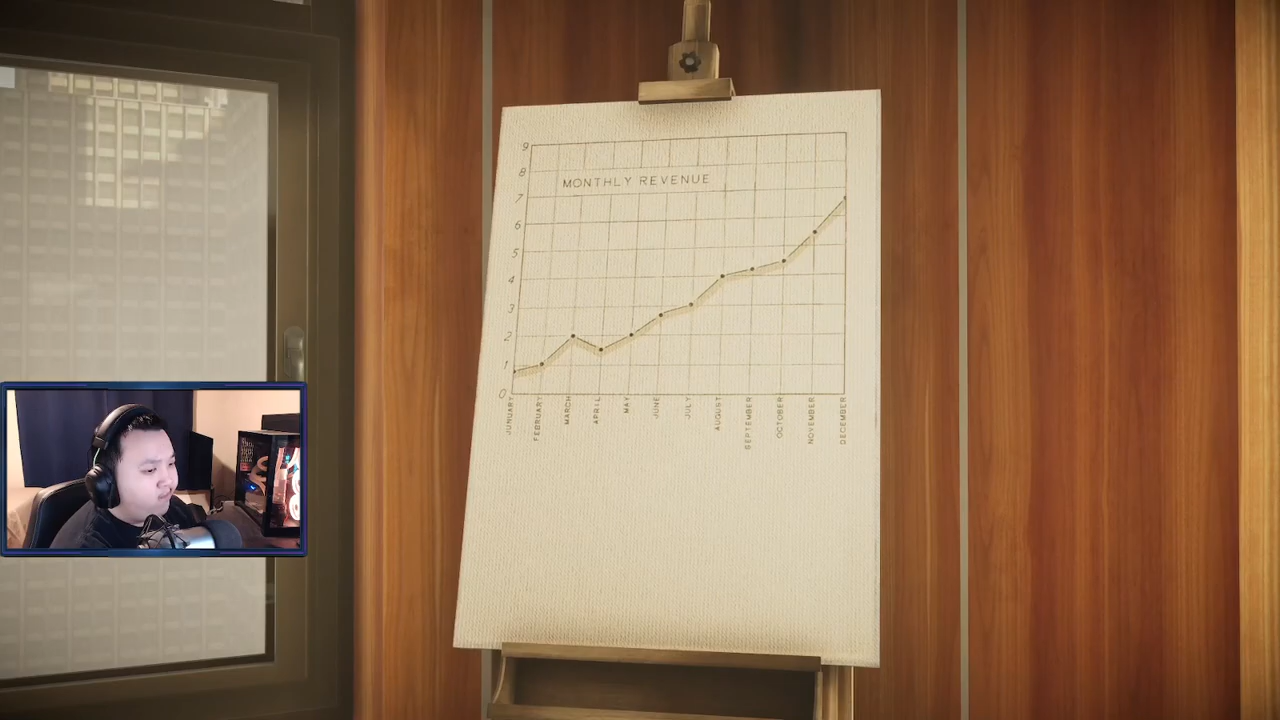 9
8
7
6
5
4
3
2
1
0
MONTHLY REVENUE
JUNUARY
FEBRUARY
MARCH
APRIL
MAY
JUNE
JULY
AUGUST
SEPTEMBER
OCTOBER
NOVEMBER
DECEMBER